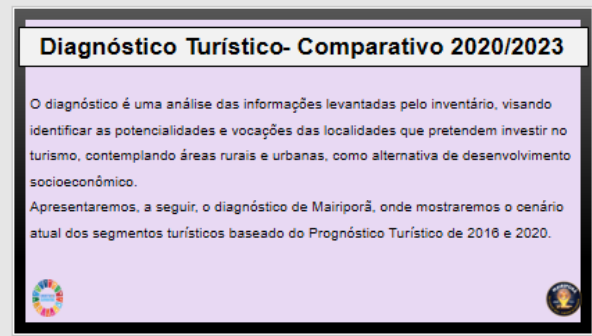 Diagnóstico Turístico- Comparativo 2020/2023
O diagnóstico é uma análise das informações levantadas pelo inventário, visando
identificar as potencialidades e vocações das localidades que pretendem investir no
turismo, contemplando áreas rurais e urbanas, como alternativa de desenvolvimento
socioeconômico.
Apresentaremos, a seguir, o diagnóstico de Mairiporã, onde mostraremos o cenário
atual dos segmentos turísticos baseado do Prognóstico Turístico de 2016 e 2020.